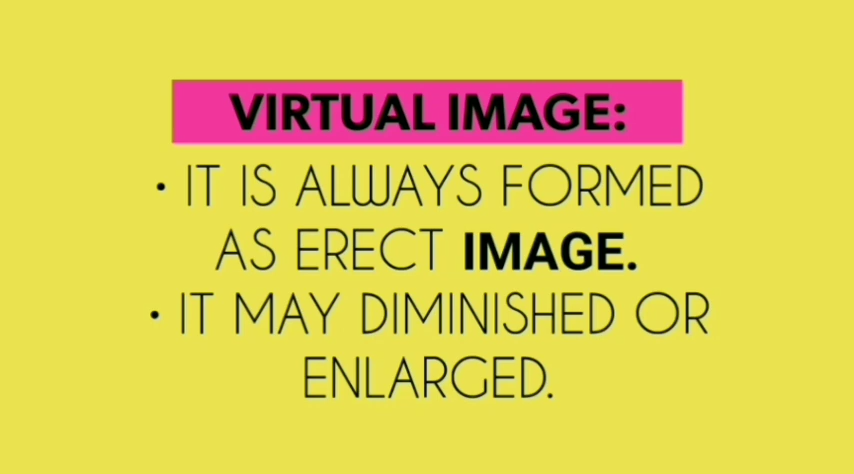 VIRTUAL IMAGE:
• IT IS ALWAYS FORMED
AS ERECT IMAGE.
• IT MAY DIMINISHED OR
ENLARGED.